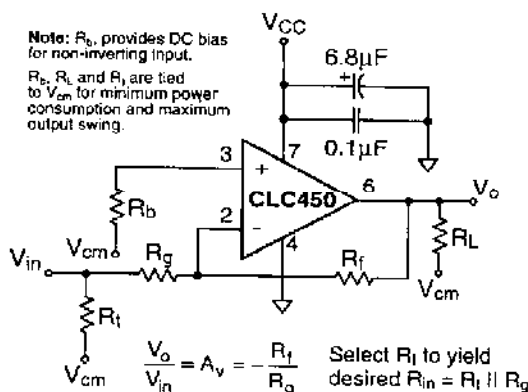 Note: Rb, provides DC bias
for non-inverting input.
Rb, RL and Rt are tied
to Vcm for minimum power
consumption and maximum
output swing.
VCC
6.8µF
+
0.1µF
7
3
+
CLC450
6
Vo
2
-
4
Rb
Vcm
Vin
Rg
Rf
RL
Vcm
Rt
Vcm
Vo/Vin = Av = -Rf/Rg
Select Rt to yield
desired Rin = Rt || Rg